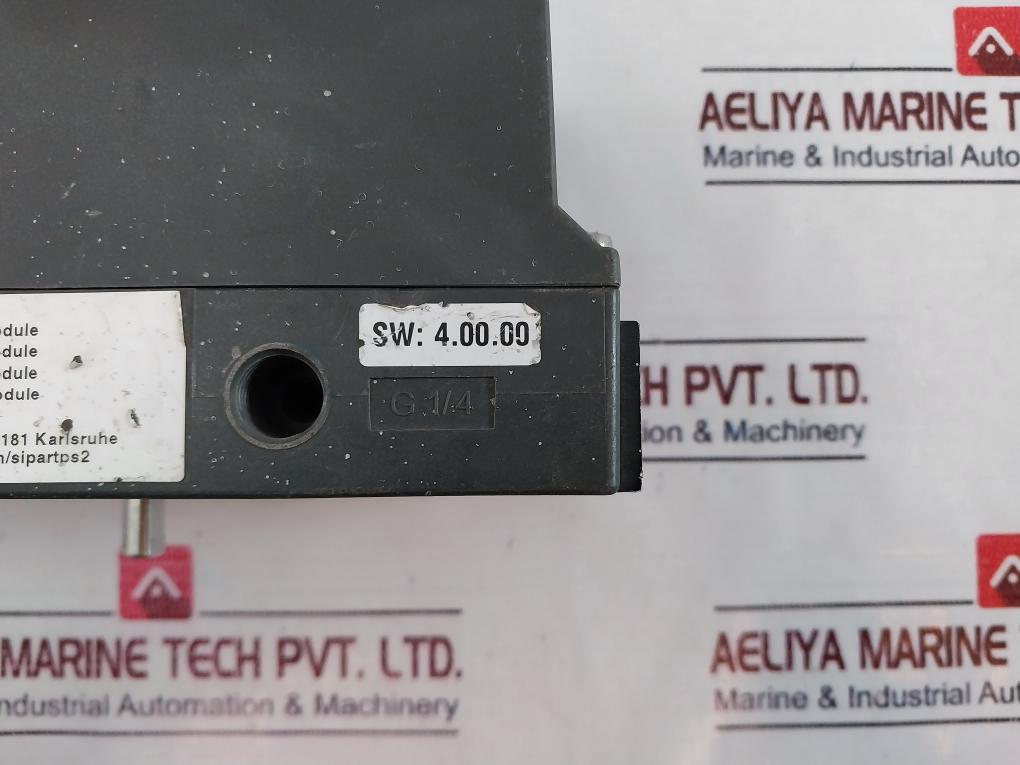 AELIYA MARINE T
Marine & Industrial Auto
odule
odule
odule
odule
181 Karlsruhe
/sipartps2
SW: 4.00.00
G 1/4
CH PVT. LTD.
ion & Machinery
MARINE TECH PVT. LTD.
ndustrial Automation & Machinery
AELIYA MARINE
Marine & Industrial Aut